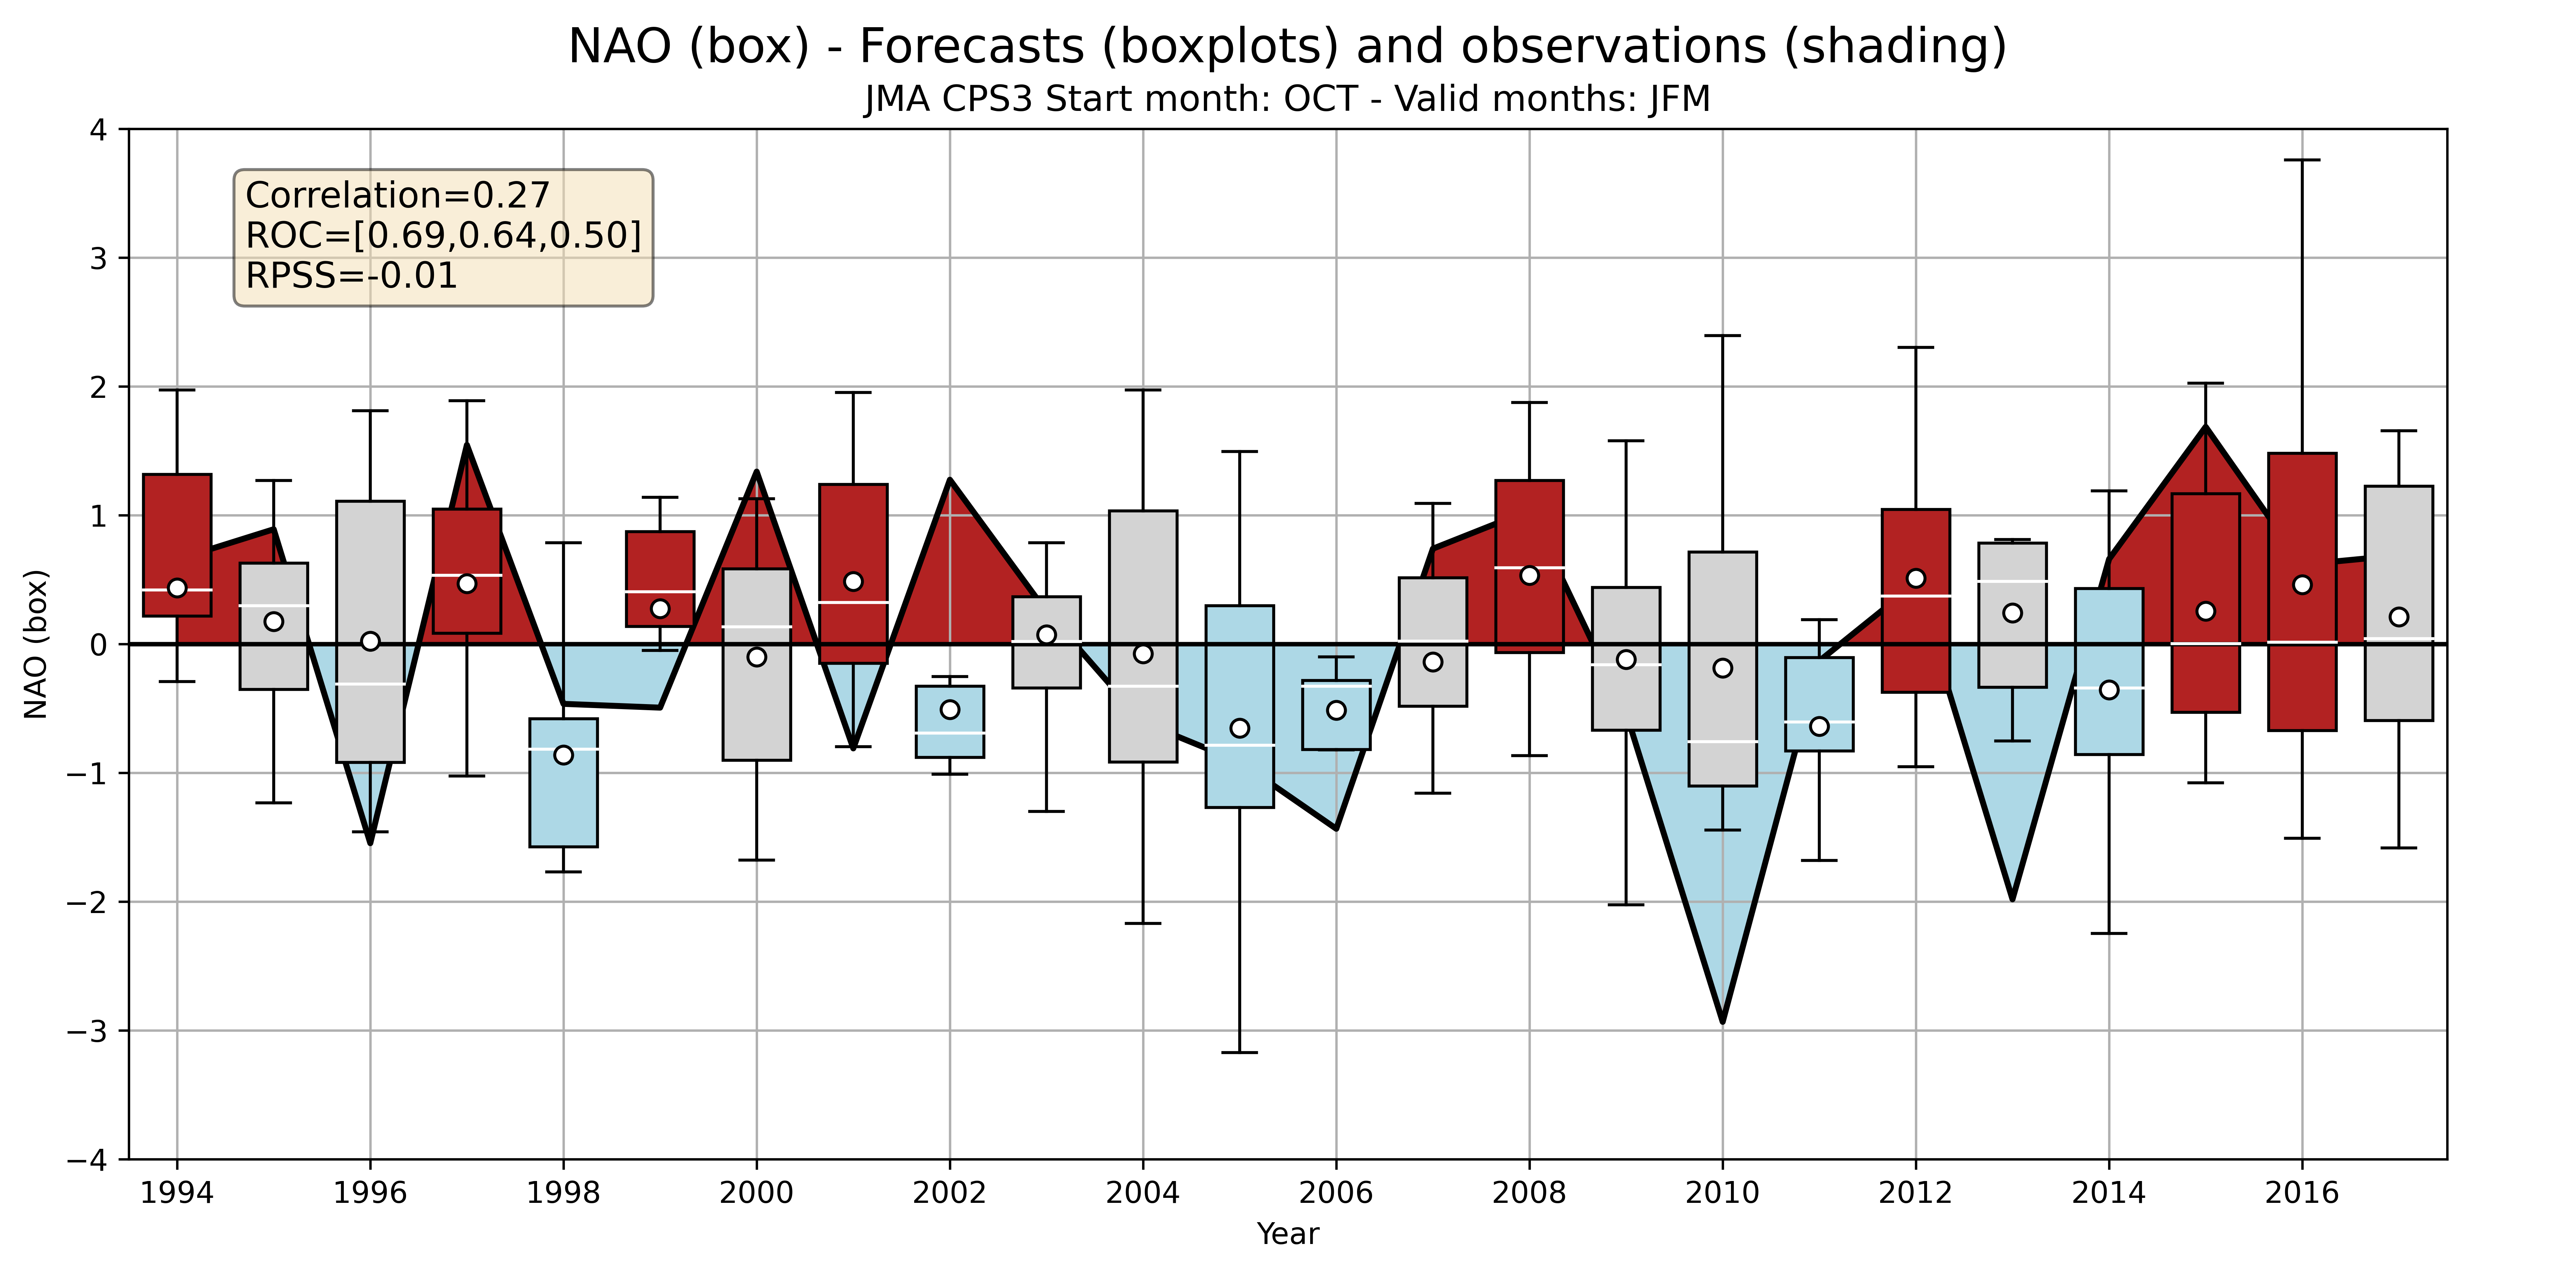 NAO (box) - Forecasts (boxplots) and observations (shading)
JMA CPS3 Start month: OCT - Valid months: JFM
Correlation=0.27
ROC=[0.69,0.64,0.50]
RPSS=-0.01
NAO (box)
4
3
2
1
0
−1
−2
−3
−4
1994 1996 1998 2000 2002 2004 2006 2008 2010 2012 2014 2016
Year